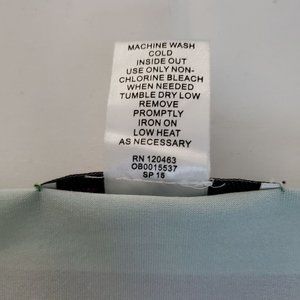 MACHINE WASH
COLD
INSIDE OUT
USE ONLY NON-
CHLORINE BLEACH
WHEN NEEDED
TUMBLE DRY LOW
REMOVE
PROMPTLY
IRON ON
LOW HEAT
AS NECESSARY
RN 120463
OB0015537
SP 16